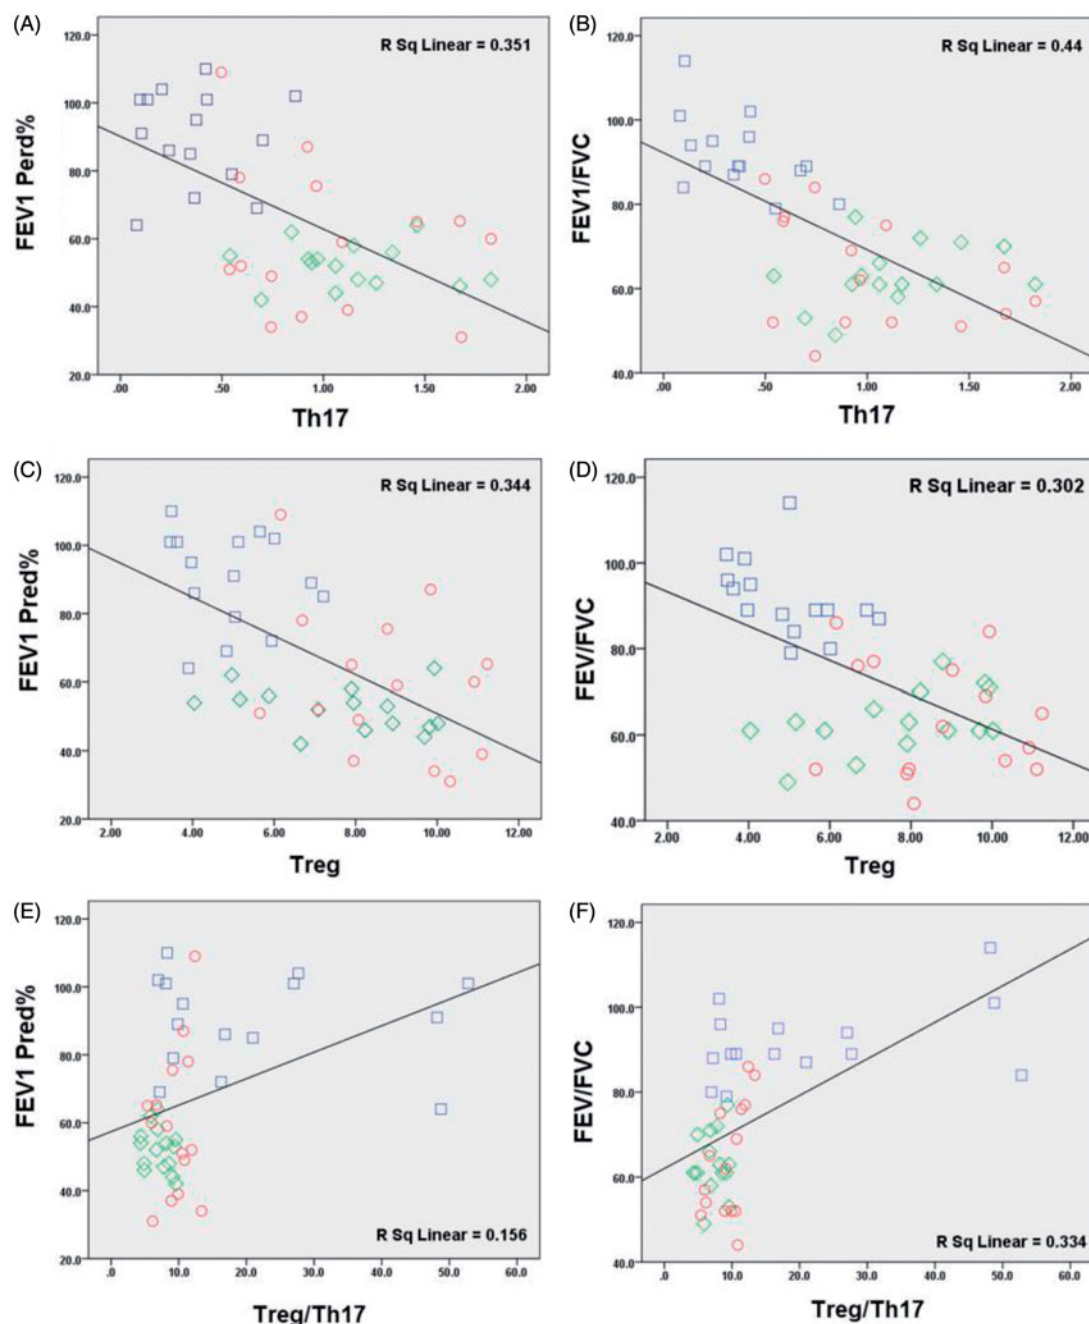 (A)
120.0
100.0
80.0
60.0
40.0
20.0
FEV1 Perd%
R Sq Linear = 0.351
.00 .50 1.00 1.50 2.00
Th17
(B)
120.0
100.0
80.0
60.0
40.0
FEV1/FVC
R Sq Linear = 0.44
.00 .50 1.00 1.50 2.00
Th17
(C)
120.0
100.0
80.0
60.0
40.0
20.0
FEV1 Pred%
R Sq Linear = 0.344
2.00 4.00 6.00 8.00 10.00 12.00
Treg
(D)
120.0
100.0
80.0
60.0
40.0
FEV/FVC
R Sq Linear = 0.302
2.00 4.00 6.00 8.00 10.00 12.00
Treg
(E)
120.0
100.0
80.0
60.0
40.0
20.0
FEV1 Pred%
R Sq Linear = 0.156
.0 10.0 20.0 30.0 40.0 50.0 60.0
Treg/Th17
(F)
120.0
100.0
80.0
60.0
40.0
FEV/FVC
R Sq Linear = 0.334
.0 10.0 20.0 30.0 40.0 50.0 60.0
Treg/Th17